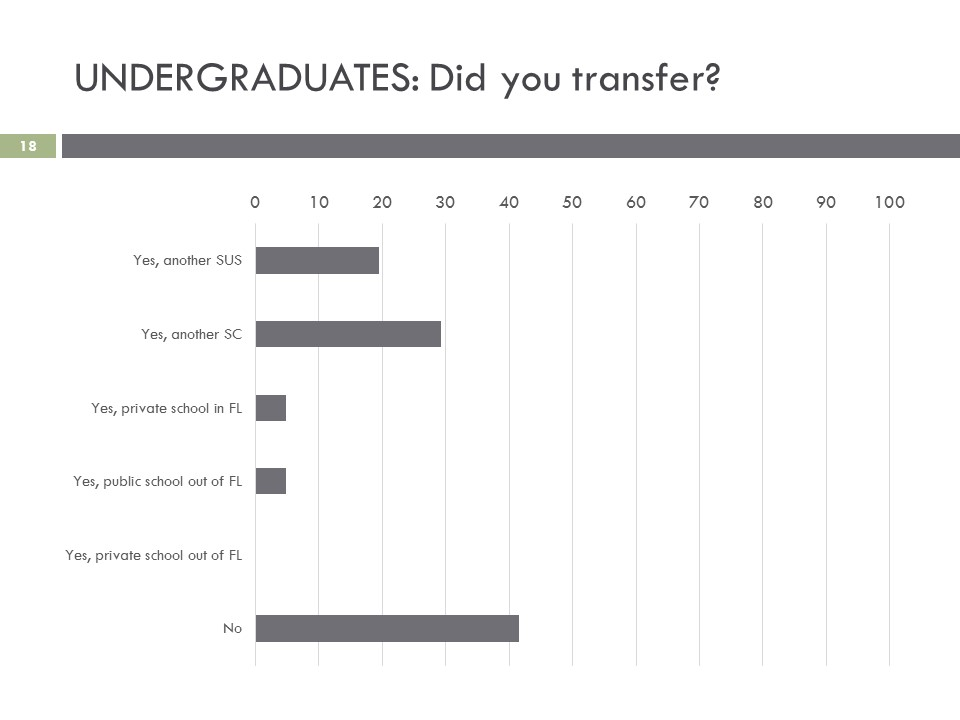 UNDERGRADUATES: Did you transfer?
18
0 10 20 30 40 50 60 70 80 90 100
Yes, another SUS
Yes, another SC
Yes, private school in FL
Yes, public school out of FL
Yes, private school out of FL
No